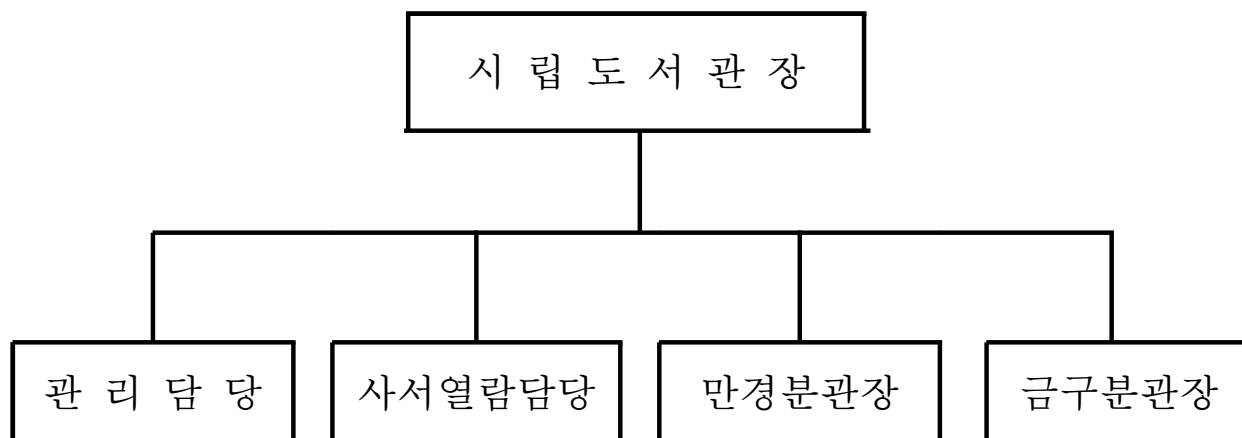 시 립 도 서 관 장
관 리 담 당
사서열람담당
만경분관장
금구분관장